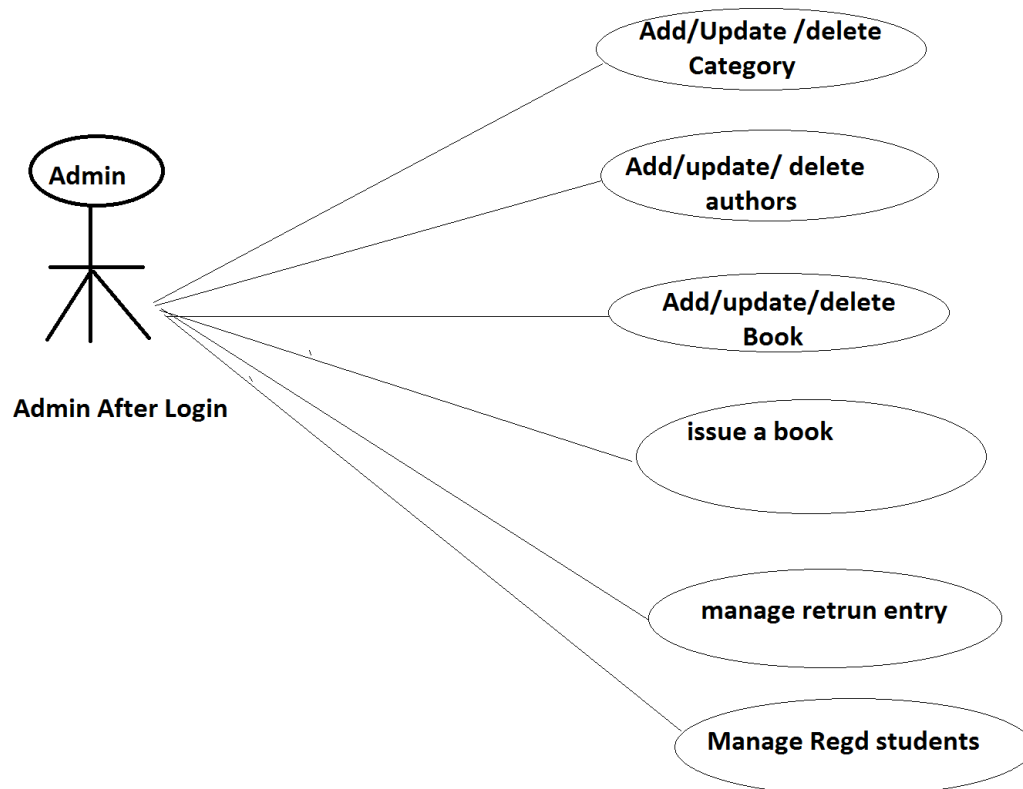 Add/Update /delete
Category
Admin
Add/update/ delete
authors
Add/update/delete
Book
Admin After Login
issue a book
manage retrun entry
Manage Regd students